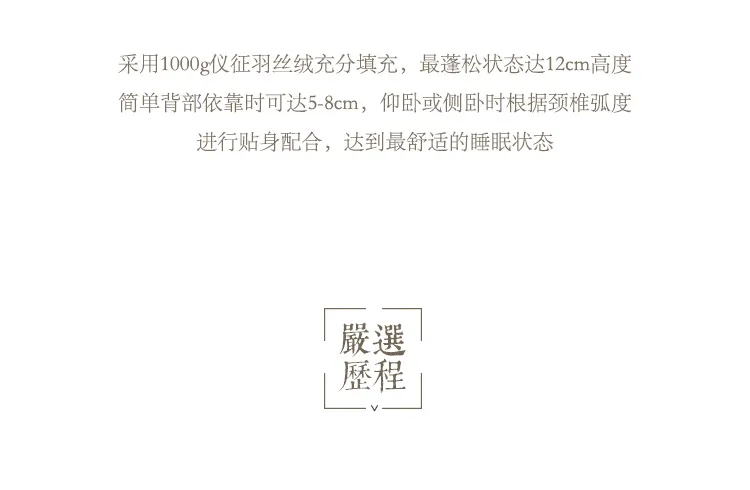 采用1000g仪征羽丝绒充分填充，最蓬松状态达12cm高度
简单背部依靠时可达5-8cm，仰卧或侧卧时根据颈椎弧度
进行贴身配合，达到最舒适的睡眠状态
嚴選
歷程